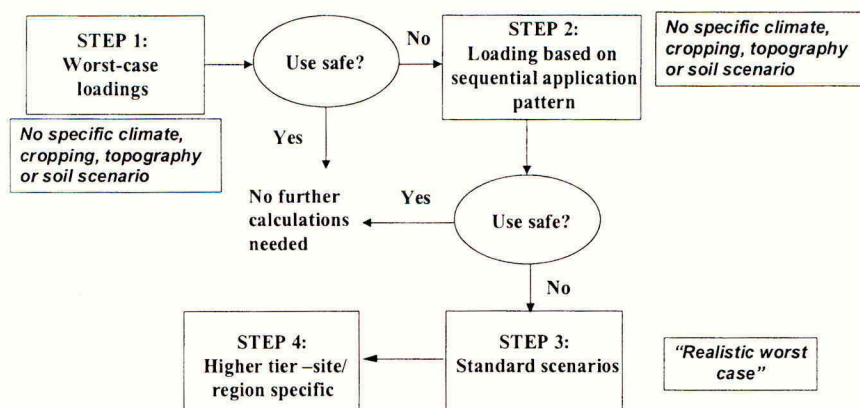 STEP 1:
Worst-case
loadings
Use safe?
No
STEP 2:
Loading based on
sequential application
pattern
No specific climate,
cropping, topography
or soil scenario
No specific climate,
cropping, topography
or soil scenario
Yes
No further
calculations
needed
Yes
Use safe?
No
STEP 4:
Higher tier –site/
region specific
STEP 3:
Standard scenarios
“Realistic worst
case”